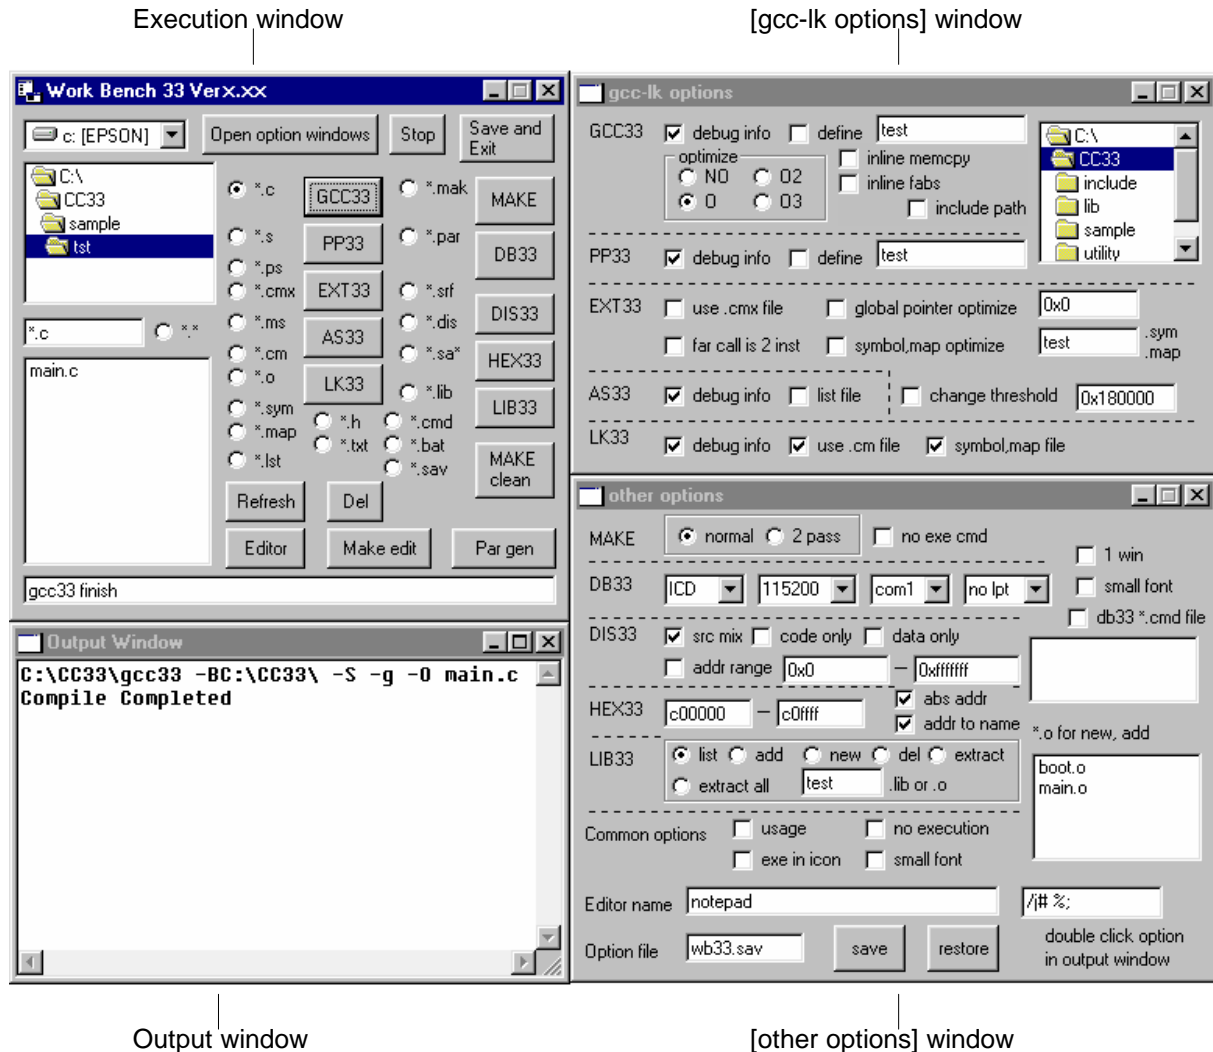 Execution window
[gcc-lk options] window
Work Bench 33 Verx.xx
c: [EPSON]
Open option windows
Stop
Save and
Exit
C:\
CC33
sample
tst
*.c
GCC33
*.mak
MAKE
*.s
PP33
*.par
DB33
*.ps
*.cmx
EXT33
*.srf
DIS33
*.c
*.*
*.ms
AS33
*.dis
*.cm
*.sa*
HEX33
main.c
*.o
LK33
*.lib
*.sym
*.h
*.cmd
LIB33
*.map
*.txt
*.bat
*.lst
*.sav
MAKE
clean
Refresh
Del
Editor
Make edit
Par gen
gcc33 finish
gcc-lk options
GCC33
debug info
define
test
optimize
NO
O2
O
O3
inline memcpy
inline fabs
include path
C:\
CC33
include
lib
sample
utility
PP33
debug info
define
test
EXT33
use .cmx file
global pointer optimize
0x0
far call is 2 inst
symbol,map optimize
test
.sym
.map
AS33
debug info
list file
change threshold
0x180000
LK33
debug info
use .cm file
symbol,map file
Output Window
C:\CC33\gcc33 -BC:\CC33\ -S -g -O main.c
Compile Completed
other options
MAKE
normal
2 pass
no exe cmd
1 win
DB33
ICD
115200
com1
no lpt
small font
db33 *.cmd file
DIS33
src mix
code only
data only
addr range
0x0
–
0xfffffff
HEX33
c00000
–
c0ffff
abs addr
addr to name
*.o for new, add
LIB33
list
add
new
del
extract
extract all
test
.lib or .o
boot.o
main.o
Common options
usage
no execution
exe in icon
small font
Editor name
notepad
/j# %;
Option file
wb33.sav
save
restore
double click option
in output window
Output window
[other options] window